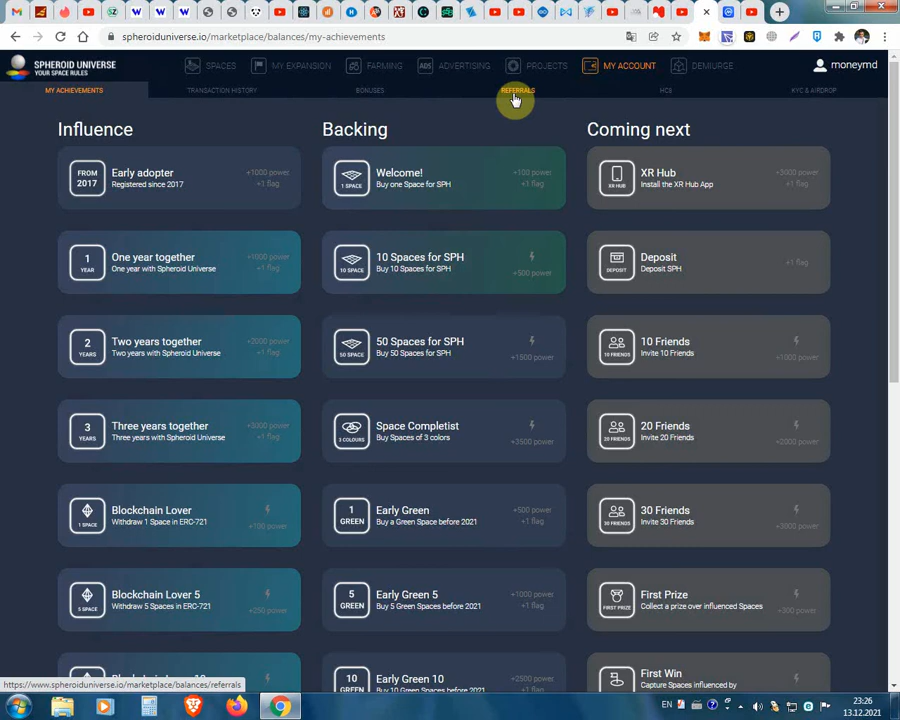 spheroiduniverse.io/marketplace/balances/my-achievements
SPHEROID UNIVERSE
YOUR SPACE RULES
SPACES
MY EXPANSION
FARMING
ADS
ADVERTISING
PROJECTS
MY ACCOUNT
DEMIURGE
moneymd
MY ACHIEVEMENTS
TRANSACTION HISTORY
BONUSES
REFERRALS
HCS
KYC & AIRDROP
Influence
FROM
2017
Early adopter
Registered since 2017
+1000 power
+1 flag
1
YEAR
One year together
One year with Spheroid Universe
+1000 power
+1 flag
2
YEARS
Two years together
Two years with Spheroid Universe
+2000 power
+1 flag
3
YEARS
Three years together
Three years with Spheroid Universe
+3000 power
+1 flag
1 SPACE
Blockchain Lover
Withdraw 1 Space in ERC-721
+100 power
5 SPACE
Blockchain Lover 5
Withdraw 5 Spaces in ERC-721
+250 power
Backing
1 SPACE
Welcome!
Buy one Space for SPH
+100 power
+1 flag
10 SPACE
10 Spaces for SPH
Buy 10 Spaces for SPH
+500 power
50 SPACE
50 Spaces for SPH
Buy 50 Spaces for SPH
+1500 power
3 COLOURS
Space Completist
Buy Spaces of 3 colors
+3500 power
1
GREEN
Early Green
Buy a Green Space before 2021
+500 power
+1 flag
5
GREEN
Early Green 5
Buy 5 Green Spaces before 2021
+1000 power
+1 flag
10
GREEN
Early Green 10
Buy 10 Green Spaces before 2021
+2500 power
+1 flag
Coming next
XR HUB
XR Hub
Install the XR Hub App
+3000 power
+1 flag
DEPOSIT
Deposit
Deposit SPH
+1 flag
10 FRIENDS
10 Friends
Invite 10 Friends
+1000 power
20 FRIENDS
20 Friends
Invite 20 Friends
+2000 power
30 FRIENDS
30 Friends
Invite 30 Friends
+3000 power
FIRST PRIZE
First Prize
Collect a prize over influenced Spaces
+300 power
First Win
Capture Spaces influenced by
https://www.spheroiduniverse.io/marketplace/balances/referrals
EN
23:26
13.12.2021